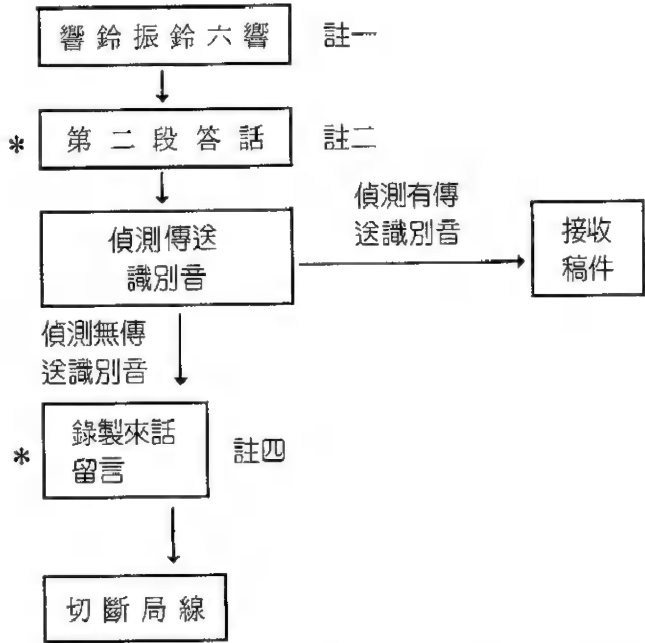 響鈴振鈴六響 註一
* 第二段答話 註二
偵測傳送
識別音
偵測有傳
送識別音
接收
稿件
偵測無傳
送識別音
* 錄製來話
留言
註四
切斷局線